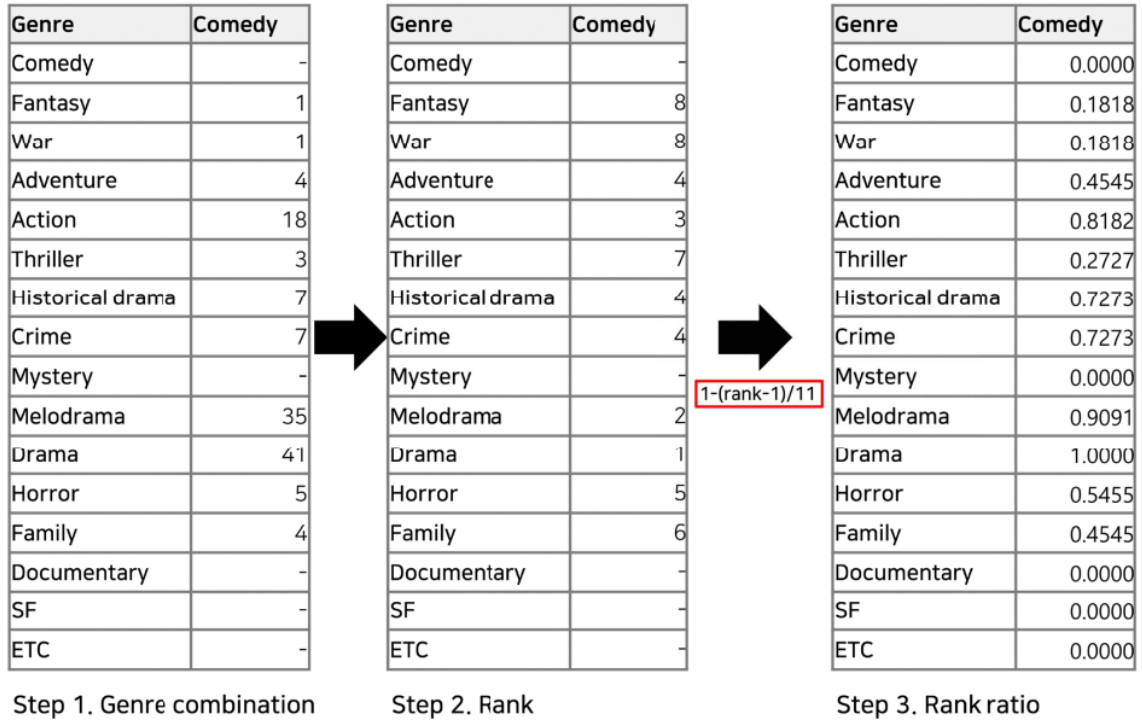 Genre Comedy Genre Comedy Genre Comedy
Comedy - Comedy - Comedy 0.0000
Fantasy 1 Fantasy 8 Fantasy 0.1818
War 1 War 8 War 0.1818
Adventure 4 Adventure 4 Adventure 0.4545
Action 18 Action 3 Action 0.8182
Thriller 3 Thriller 7 Thriller 0.2727
Historical drama 7 Historical drama 4 Historical drama 0.7273
Crime 7 Crime 4 Crime 0.7273
Mystery - Mystery - Mystery 0.0000
1-(rank-1)/11
Melodrama 35 Melodrama 2 Melodrama 0.9091
Drama 41 Drama 1 Drama 1.0000
Horror 5 Horror 5 Horror 0.5455
Family 4 Family 6 Family 0.4545
Documentary - Documentary - Documentary 0.0000
SF - SF - SF 0.0000
ETC - ETC - ETC 0.0000
Step 1. Genre combination Step 2. Rank Step 3. Rank ratio